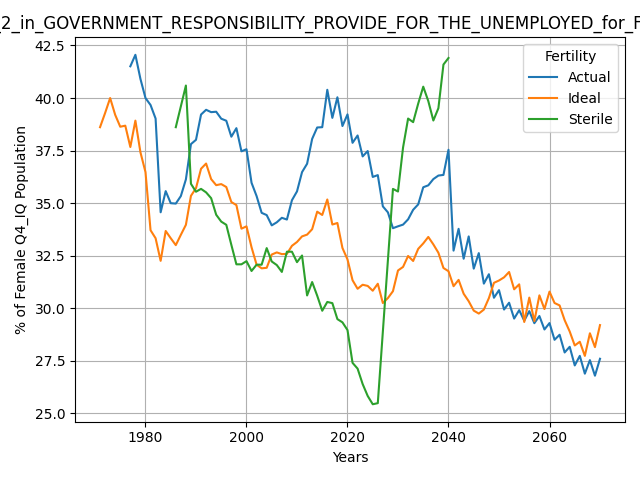 _2_in_GOVERNMENT_RESPONSIBILITY_PROVIDE_FOR_THE_UNEMPLOYED_for_F
Fertility
Actual
Ideal
Sterile
% of Female Q4_IQ Population
42.5
40.0
37.5
35.0
32.5
30.0
27.5
25.0
1980 2000 2020 2040 2060
Years